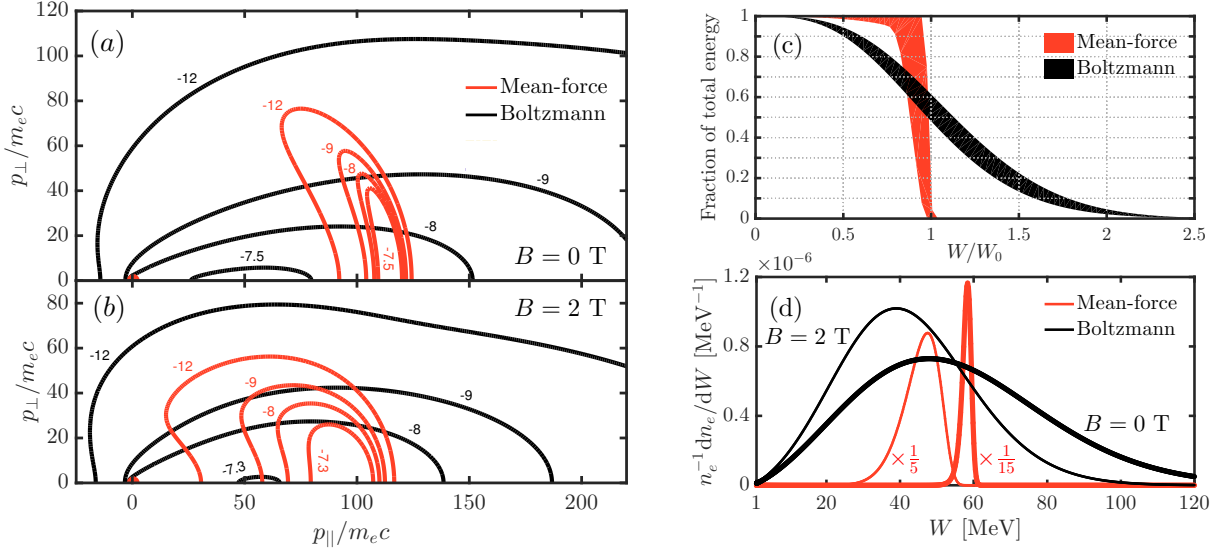 (a)
120
100
80
60
40
20
0
p⊥/mₑc
-12
-9
-8
-7.5
-12
-9
-8
-7.5
Mean-force
Boltzmann
B = 0 T
(b)
80
60
40
20
0
p⊥/mₑc
-12
-9
-8
-7.3
-12
-9
-8
-7.3
B = 2 T
0 50 100 150 200
p||/mₑc
(c)
1
0.8
0.6
0.4
0.2
0
Fraction of total energy
Mean-force
Boltzmann
0 0.5 1 1.5 2 2.5
W/W₀
×10⁻⁶
(d)
1.2
0.8
0.4
0
nₑ⁻¹dnₑ/dW [MeV⁻¹]
Mean-force
Boltzmann
B = 2 T
B = 0 T
× 1/5
× 1/15
1 20 40 60 80 100 120
W [MeV]